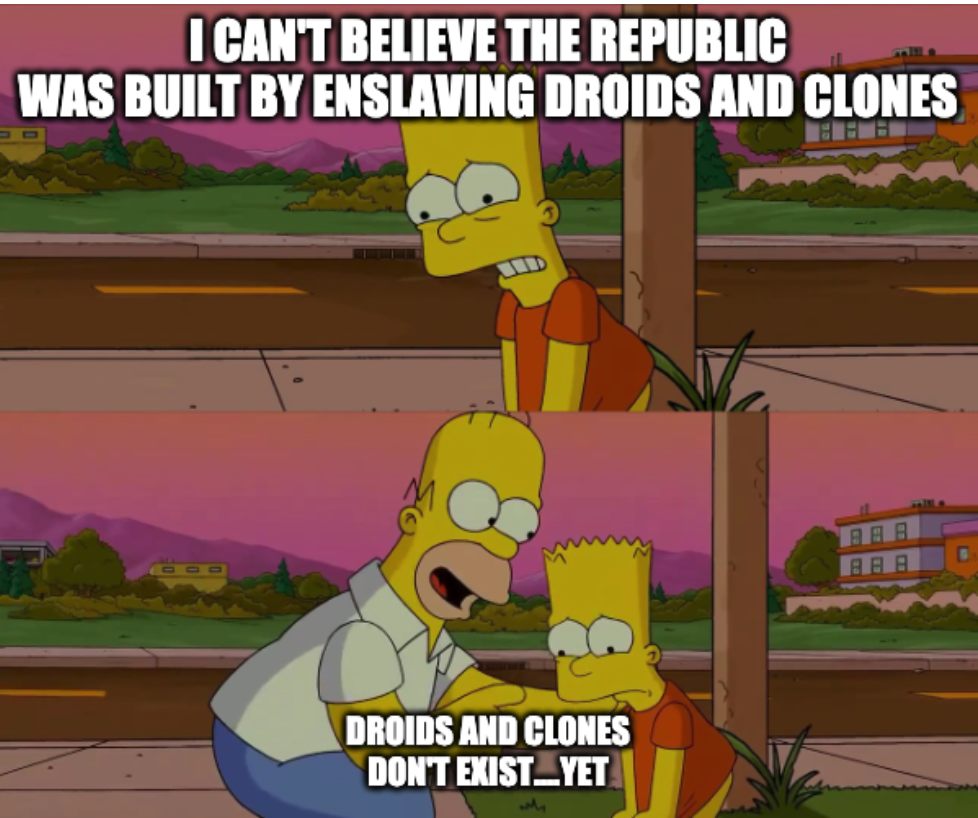 I CAN'T BELIEVE THE REPUBLIC
WAS BUILT BY ENSLAVING DROIDS AND CLONES
DROIDS AND CLONES
DON'T EXIST....YET